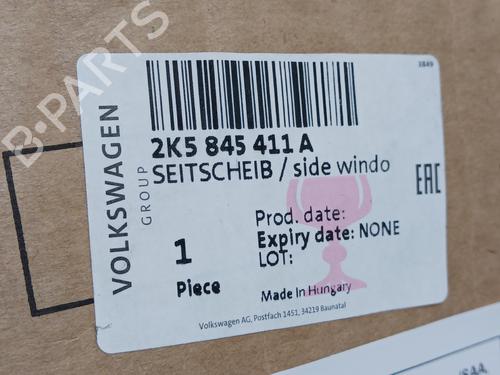 B-PARTS
3849
VOLKSWAGEN
GROUP
2K5 845 411 A
SEITSCHEIB / side windo
EAC
Prod. date:
Expiry date: NONE
LOT:
1
Piece
Made in Hungary
Volkswagen AG, Postfach 1451, 34219 Baunatal